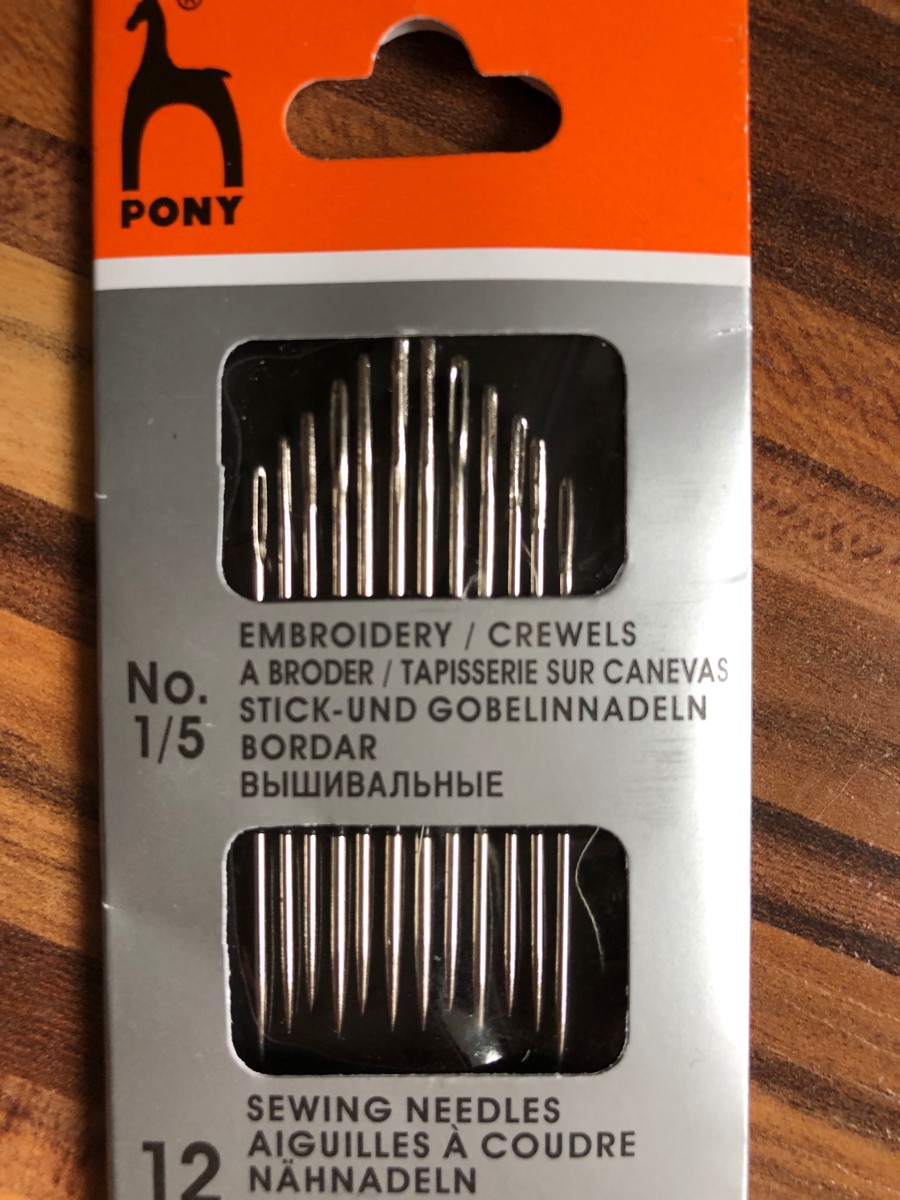 ®
PONY
No.
1/5
EMBROIDERY / CREWELS
A BRODER / TAPISSERIE SUR CANEVAS
STICK-UND GOBELINNADELN
BORDAR
ВЫШИВАЛЬНЫЕ
12
SEWING NEEDLES
AIGUILLES À COUDRE
NÄHNADELN